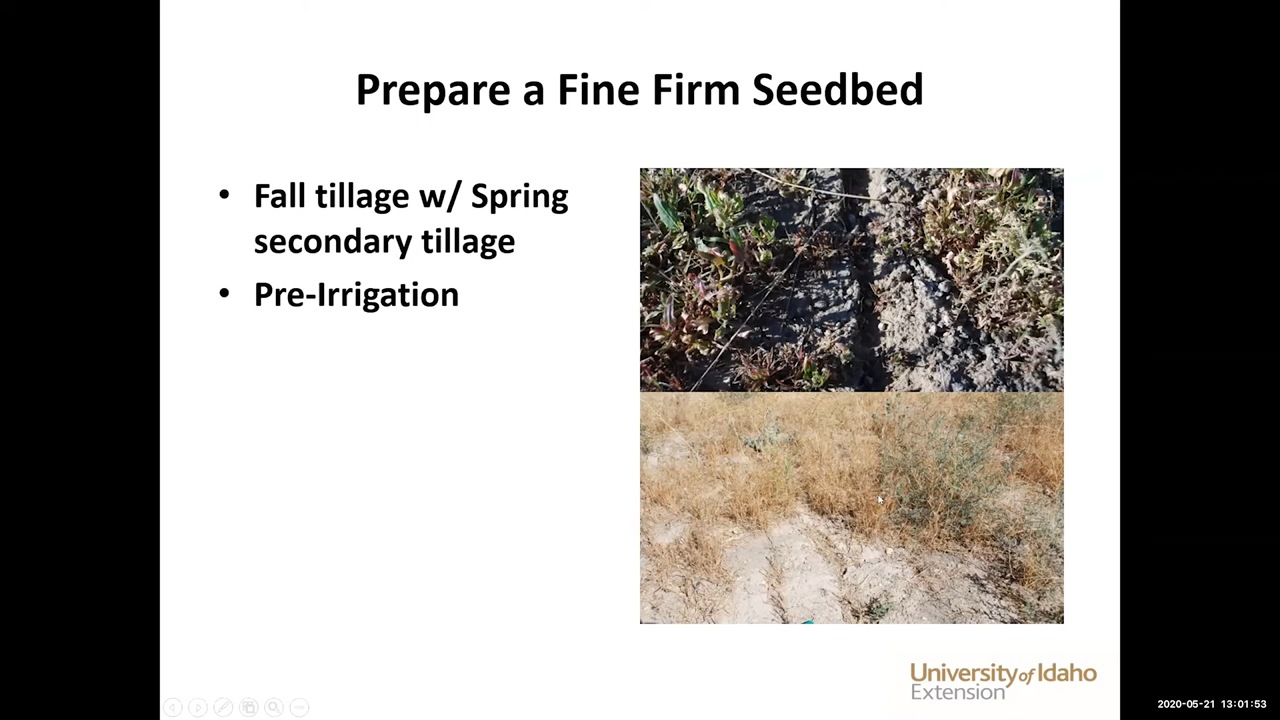 Prepare a Fine Firm Seedbed
• Fall tillage w/ Spring
secondary tillage
• Pre-Irrigation
University of Idaho
Extension
2020-05-21 13:01:53